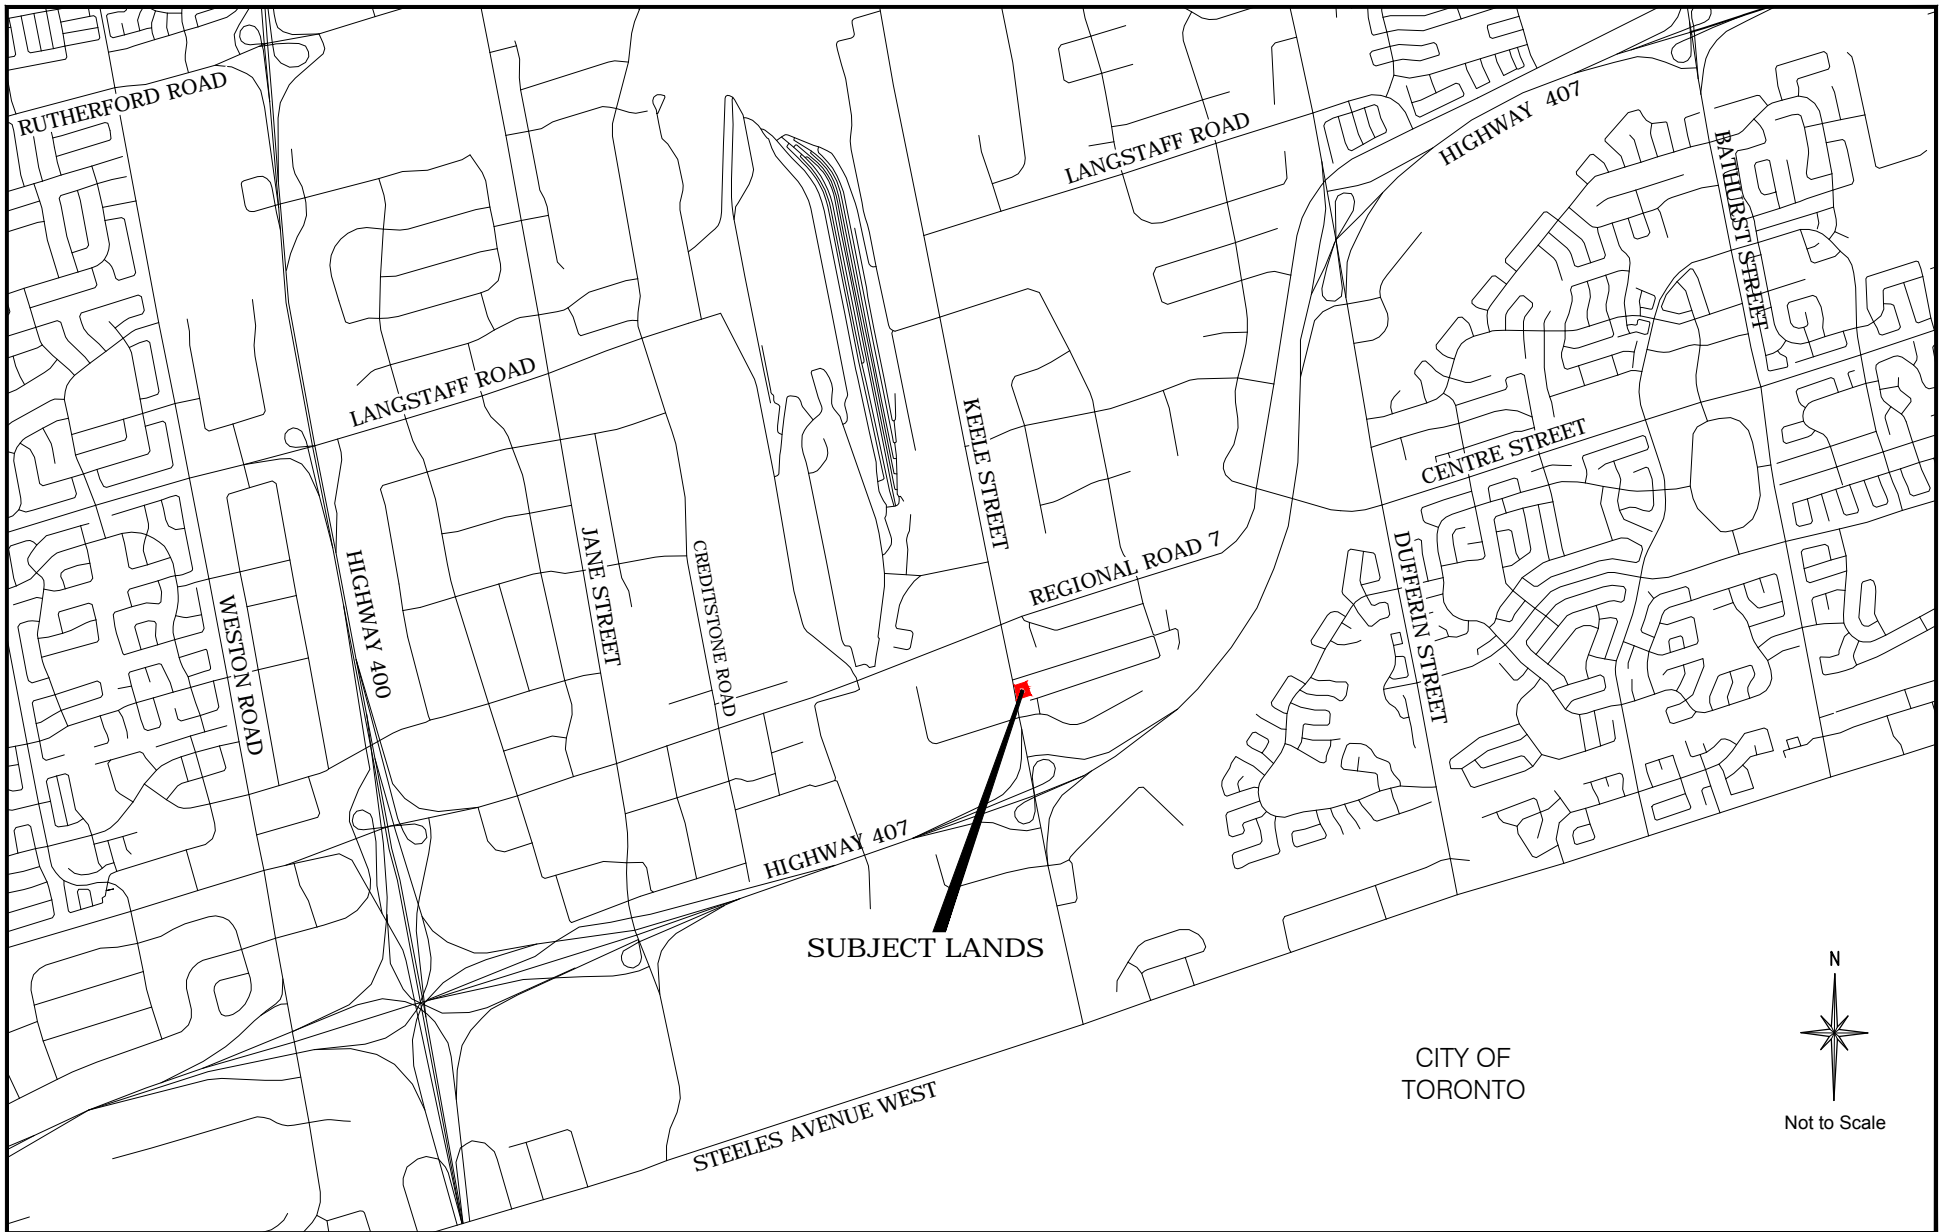 RUTHERFORD ROAD
LANGSTAFF ROAD
HIGHWAY 407
BATHURST STREET
LANGSTAFF ROAD
KEELE STREET
CENTRE STREET
JANE STREET
CREDITSTONE ROAD
HIGHWAY 400
REGIONAL ROAD 7
DUFFERIN STREET
WESTON ROAD
HIGHWAY 407
SUBJECT LANDS
N
CITY OF
TORONTO
STEELES AVENUE WEST
Not to Scale